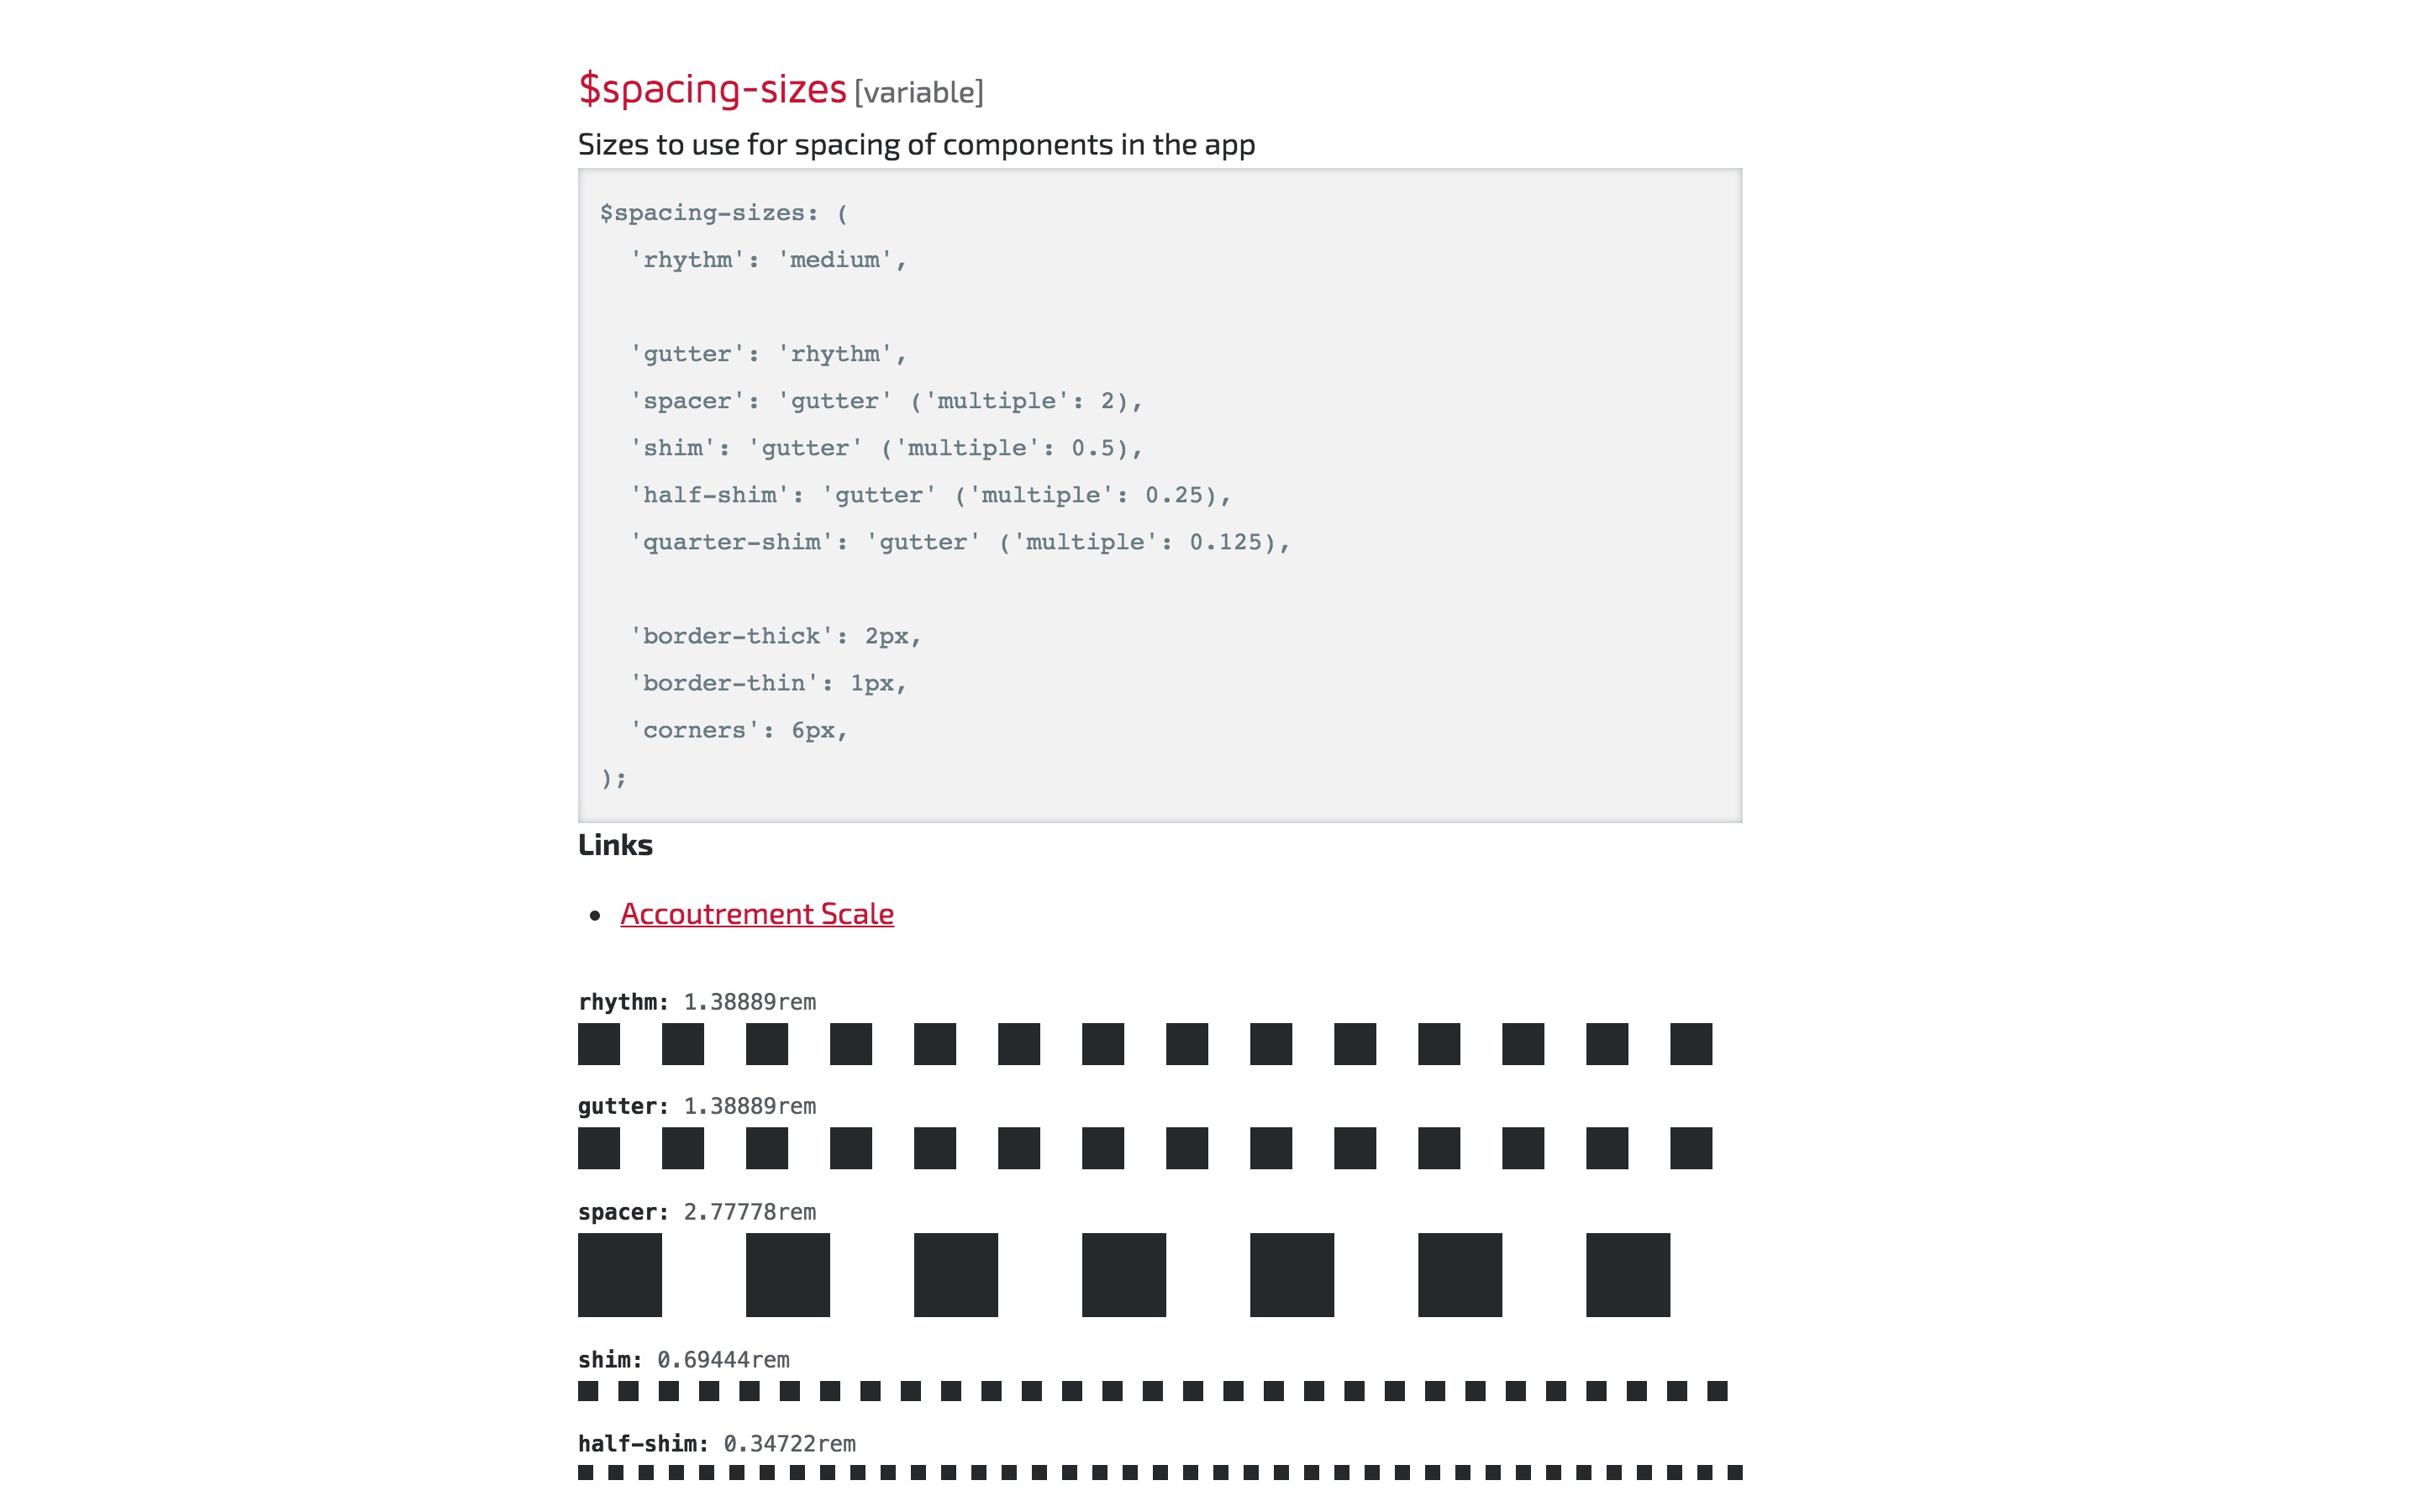 $spacing-sizes [variable]
Sizes to use for spacing of components in the app
$spacing-sizes: (
  'rhythm': 'medium',

  'gutter': 'rhythm',
  'spacer': 'gutter' ('multiple': 2),
  'shim': 'gutter' ('multiple': 0.5),
  'half-shim': 'gutter' ('multiple': 0.25),
  'quarter-shim': 'gutter' ('multiple': 0.125),

  'border-thick': 2px,
  'border-thin': 1px,
  'corners': 6px,
);
Links
• Accoutrement Scale
rhythm: 1.38889rem
gutter: 1.38889rem
spacer: 2.77778rem
shim: 0.69444rem
half-shim: 0.34722rem